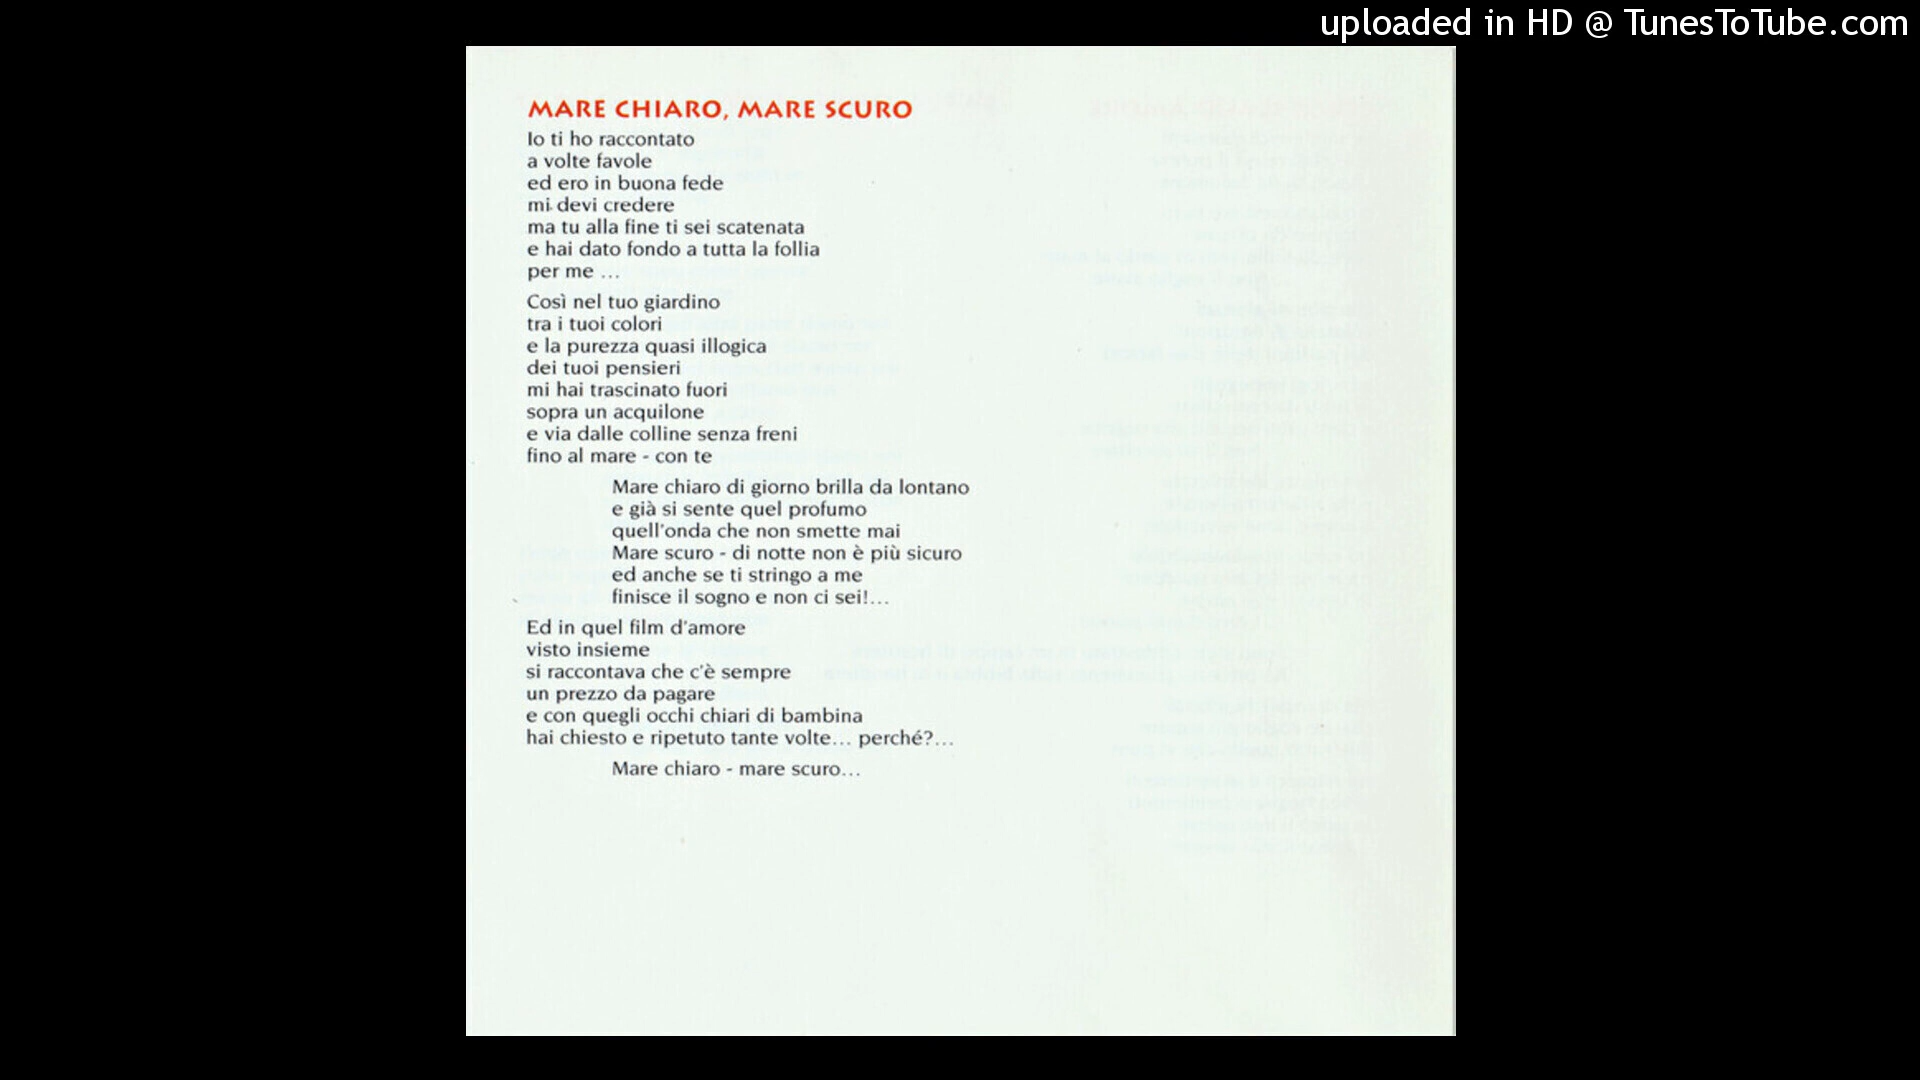 uploaded in HD @ TunesToTube.com
MARE CHIARO, MARE SCURO
Io ti ho raccontato
a volte favole
ed ero in buona fede
mi devi credere
ma tu alla fine ti sei scatenata
e hai dato fondo a tutta la follia
per me ...
Così nel tuo giardino
tra i tuoi colori
e la purezza quasi illogica
dei tuoi pensieri
mi hai trascinato fuori
sopra un acquilone
e via dalle colline senza freni
fino al mare - con te
Mare chiaro di giorno brilla da lontano
e già si sente quel profumo
quell'onda che non smette mai
Mare scuro - di notte non è più sicuro
ed anche se ti stringo a me
finisce il sogno e non ci sei!...
Ed in quel film d'amore
visto insieme
si raccontava che c'è sempre
un prezzo da pagare
e con quegli occhi chiari di bambina
hai chiesto e ripetuto tante volte... perché?...
Mare chiaro - mare scuro...